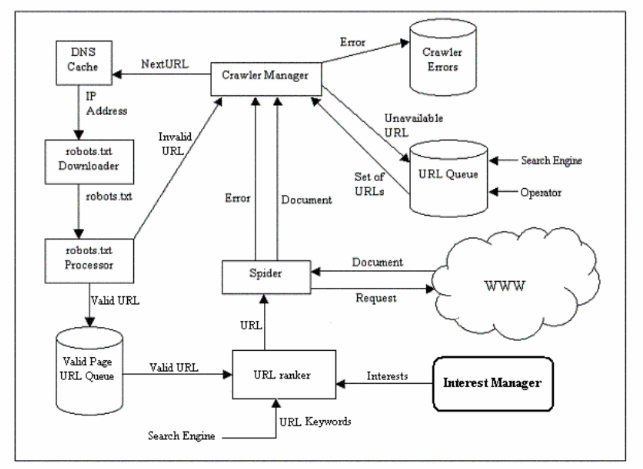 DNS
Cache
NextURL
Crawler Manager
Error
Crawler
Errors
IP
Address
Invalid
URL
Unavailable
URL
robots.txt
Downloader
Set of
URLs
URL Queue
Search Engine
Operator
robots.txt
Error
Document
robots.txt
Processor
Spider
Document
Request
WWW
Valid URL
URL
Valid Page
URL Queue
Valid URL
URL ranker
Interests
Interest Manager
Search Engine
URL Keywords